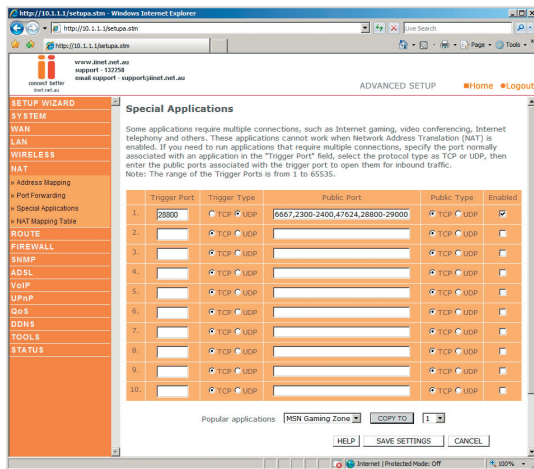 http://10.1.1.1/setupa.stm - Windows Internet Explorer
http://10.1.1.1/setupa.stm
Live Search
http://10.1.1.1/setupa.stm
Page
Tools
connect better
iinet.net.au
www.iinet.net.au
support - 132258
email support - support@iinet.net.au
ADVANCED SETUP
Home
Logout
SETUP WIZARD
SYSTEM
WAN
LAN
WIRELESS
NAT
» Address Mapping
» Port Forwarding
» Special Applications
» NAT Mapping Table
ROUTE
FIREWALL
SNMP
ADSL
VoIP
UPnP
QoS
DDNS
TOOLS
STATUS
Special Applications
Some applications require multiple connections, such as Internet gaming, video conferencing, Internet
telephony and others. These applications cannot work when Network Address Translation (NAT) is
enabled. If you need to run applications that require multiple connections, specify the port normally
associated with an application in the "Trigger Port" field, select the protocol type as TCP or UDP, then
enter the public ports associated with the trigger port to open them for inbound traffic.
Note: The range of the Trigger Ports is from 1 to 65535.
Trigger Port Trigger Type Public Port Public Type Enabled
1. 28800 TCP UDP 6667,2300-2400,47624,28800-29000 TCP UDP
2. TCP UDP TCP UDP
3. TCP UDP TCP UDP
4. TCP UDP TCP UDP
5. TCP UDP TCP UDP
6. TCP UDP TCP UDP
7. TCP UDP TCP UDP
8. TCP UDP TCP UDP
9. TCP UDP TCP UDP
10. TCP UDP TCP UDP
Popular applications MSN Gaming Zone COPY TO 1
HELP SAVE SETTINGS CANCEL
Internet | Protected Mode: Off
100%